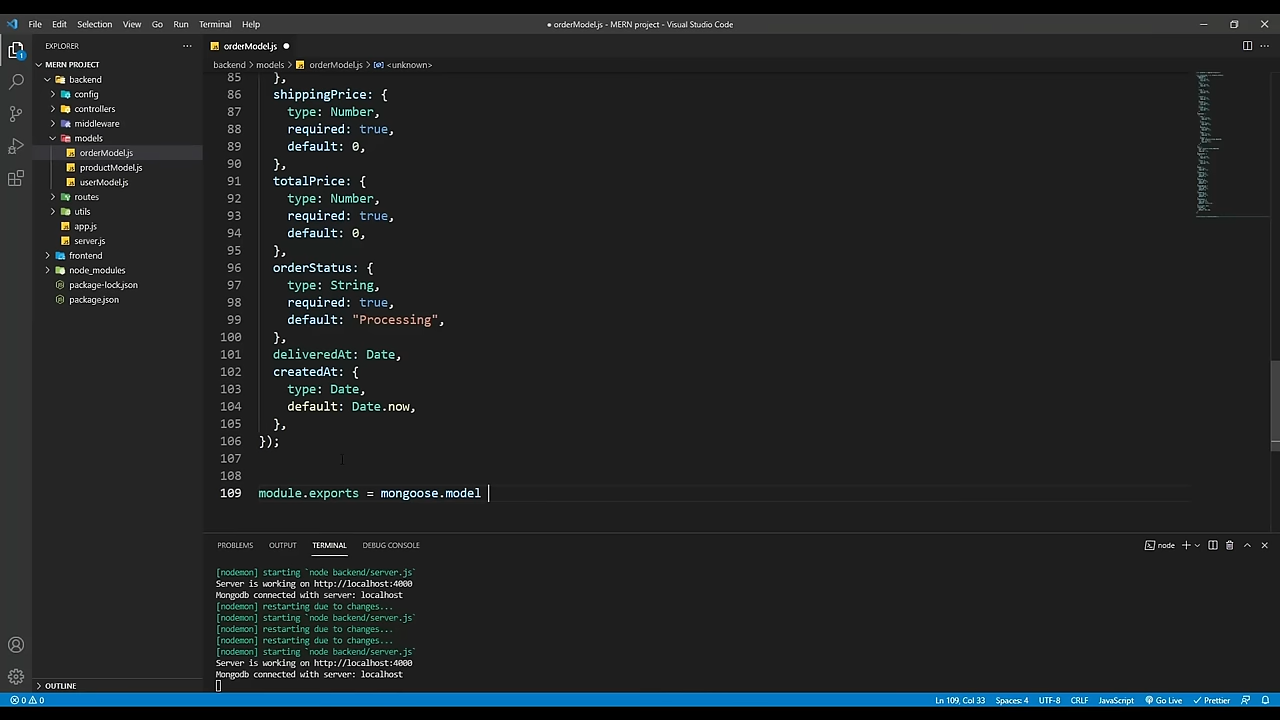 File Edit Selection View Go Run Terminal Help
● orderModel.js - MERN project - Visual Studio Code
EXPLORER
MERN PROJECT
backend
config
controllers
middleware
models
orderModel.js
productModel.js
userModel.js
routes
utils
app.js
server.js
frontend
node_modules
package-lock.json
package.json
OUTLINE
1
orderModel.js
backend > models > orderModel.js > <unknown>
85 },
86 shippingPrice: {
87 type: Number,
88 required: true,
89 default: 0,
90 },
91 totalPrice: {
92 type: Number,
93 required: true,
94 default: 0,
95 },
96 orderStatus: {
97 type: String,
98 required: true,
99 default: "Processing",
100 },
101 deliveredAt: Date,
102 createdAt: {
103 type: Date,
104 default: Date.now,
105 },
106 });
107
108
109 module.exports = mongoose.model
PROBLEMS OUTPUT TERMINAL DEBUG CONSOLE
node
[nodemon] starting `node backend/server.js`
Server is working on http://localhost:4000
Mongodb connected with server: localhost
[nodemon] restarting due to changes...
[nodemon] starting `node backend/server.js`
[nodemon] restarting due to changes...
[nodemon] restarting due to changes...
[nodemon] starting `node backend/server.js`
Server is working on http://localhost:4000
Mongodb connected with server: localhost
0 0 Ln 109, Col 33 Spaces: 4 UTF-8 CRLF JavaScript Go Live Prettier